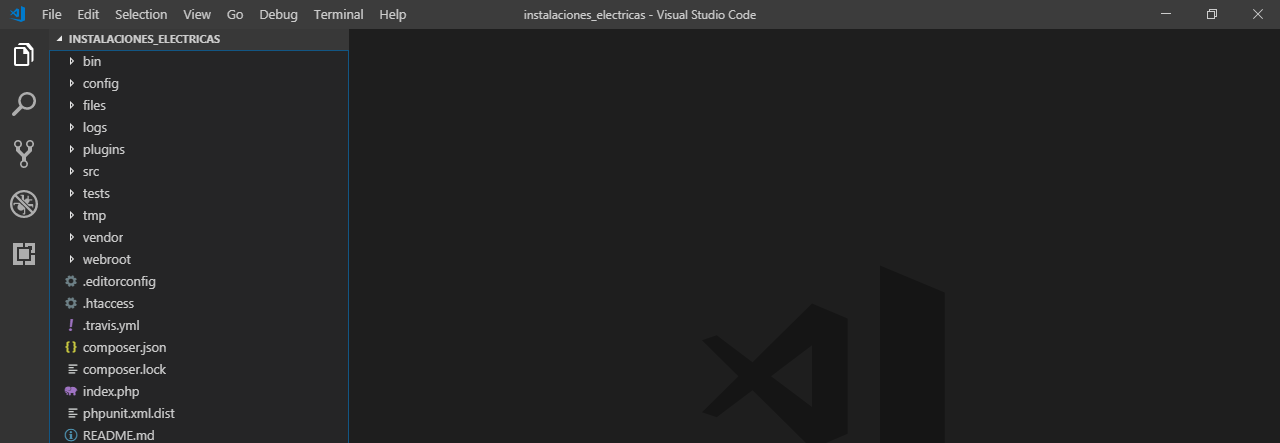 File Edit Selection View Go Debug Terminal Help instalaciones_electricas - Visual Studio Code
INSTALACIONES_ELECTRICAS
bin
config
files
logs
plugins
src
tests
tmp
vendor
webroot
.editorconfig
.htaccess
.travis.yml
composer.json
composer.lock
index.php
phpunit.xml.dist
README.md